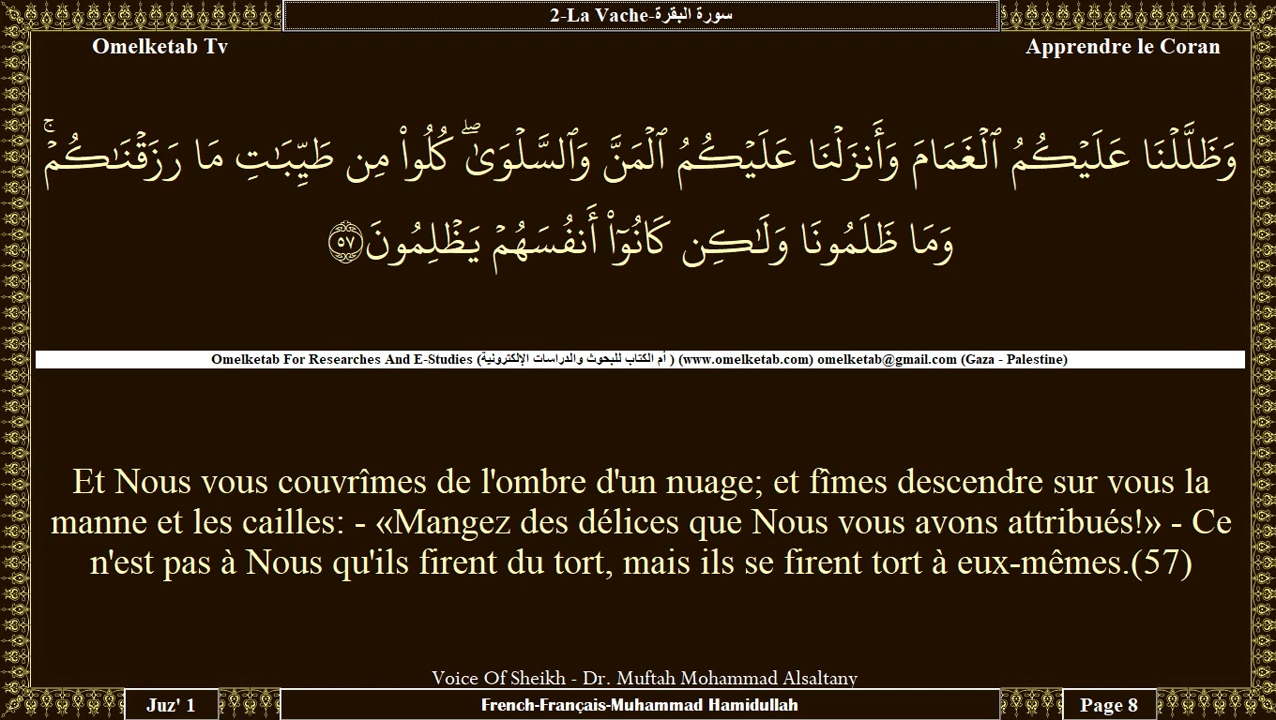 2-La Vache-سورة البقرة
Omelketab Tv
Apprendre le Coran
وَظَلَّلْنَا عَلَيْكُمُ ٱلْغَمَامَ وَأَنزَلْنَا عَلَيْكُمُ ٱلْمَنَّ وَٱلسَّلْوَىٰ ۖ كُلُوا۟ مِن طَيِّبَـٰتِ مَا رَزَقْنَـٰكُمْ ۚ
وَمَا ظَلَمُونَا وَلَـٰكِن كَانُوٓا۟ أَنفُسَهُمْ يَظْلِمُونَ ٥٧
Omelketab For Researches And E-Studies (أم الكتاب للبحوث والدراسات الإلكترونية ) (www.omelketab.com) omelketab@gmail.com (Gaza - Palestine)
Et Nous vous couvrîmes de l'ombre d'un nuage; et fîmes descendre sur vous la
manne et les cailles: - «Mangez des délices que Nous vous avons attribués!» - Ce
n'est pas à Nous qu'ils firent du tort, mais ils se firent tort à eux-mêmes.(57)
Voice Of Sheikh - Dr. Muftah Mohammad Alsaltany
Juz' 1
French-Français-Muhammad Hamidullah
Page 8